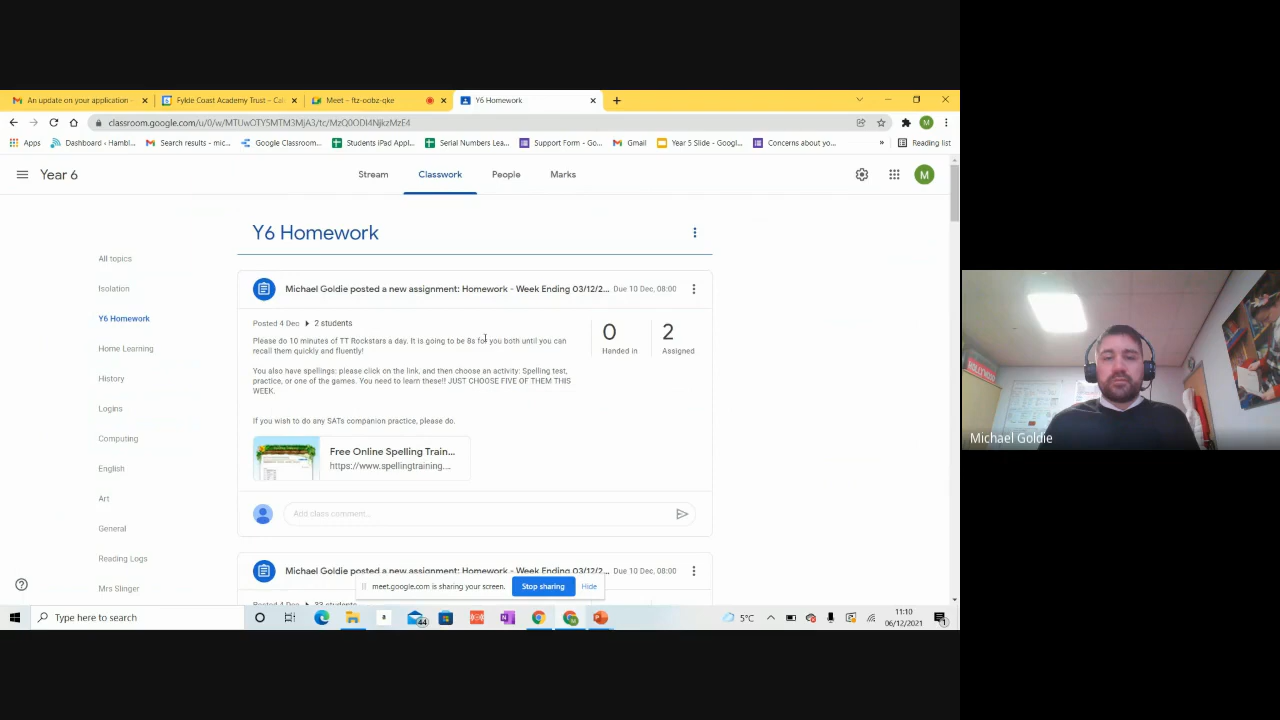 An update on your application -
Fylde Coast Academy Trust – Cal
Meet – ftz-oobz-qke
Y6 Homework
classroom.google.com/u/0/w/MTUwOTY5MTM3MjA3/tc/MzQ0ODI4NjkzMzE4
Apps
Dashboard ‹ Hambl...
Search results - mic...
Google Classroom...
Students iPad Appl...
Serial Numbers Lea...
Support Form - Go...
Gmail
Year 5 Slide - Googl...
Concerns about yo...
»
Reading list
Year 6
Stream
Classwork
People
Marks
M
Y6 Homework
All topics
Isolation
Y6 Homework
Home Learning
History
Logins
Computing
English
Art
General
Reading Logs
Mrs Slinger
Michael Goldie posted a new assignment: Homework - Week Ending 03/12/2... Due 10 Dec, 08:00
Posted 4 Dec 2 students
Please do 10 minutes of TT Rockstars a day. It is going to be 8s for you both until you can
recall them quickly and fluently!
You also have spellings: please click on the link, and then choose an activity: Spelling test,
practice, or one of the games. You need to learn these!! JUST CHOOSE FIVE OF THEM THIS
WEEK.
If you wish to do any SATs companion practice, please do.
0
Handed in
2
Assigned
Free Online Spelling Train...
https://www.spellingtraining....
Add class comment...
Michael Goldie posted a new assignment: Homework - Week Ending 03/12/2... Due 10 Dec, 08:00
Posted 4 Dec 33 students
meet.google.com is sharing your screen.
Stop sharing
Hide
Type here to search
44
5°C
11:10
06/12/2021
1
Michael Goldie